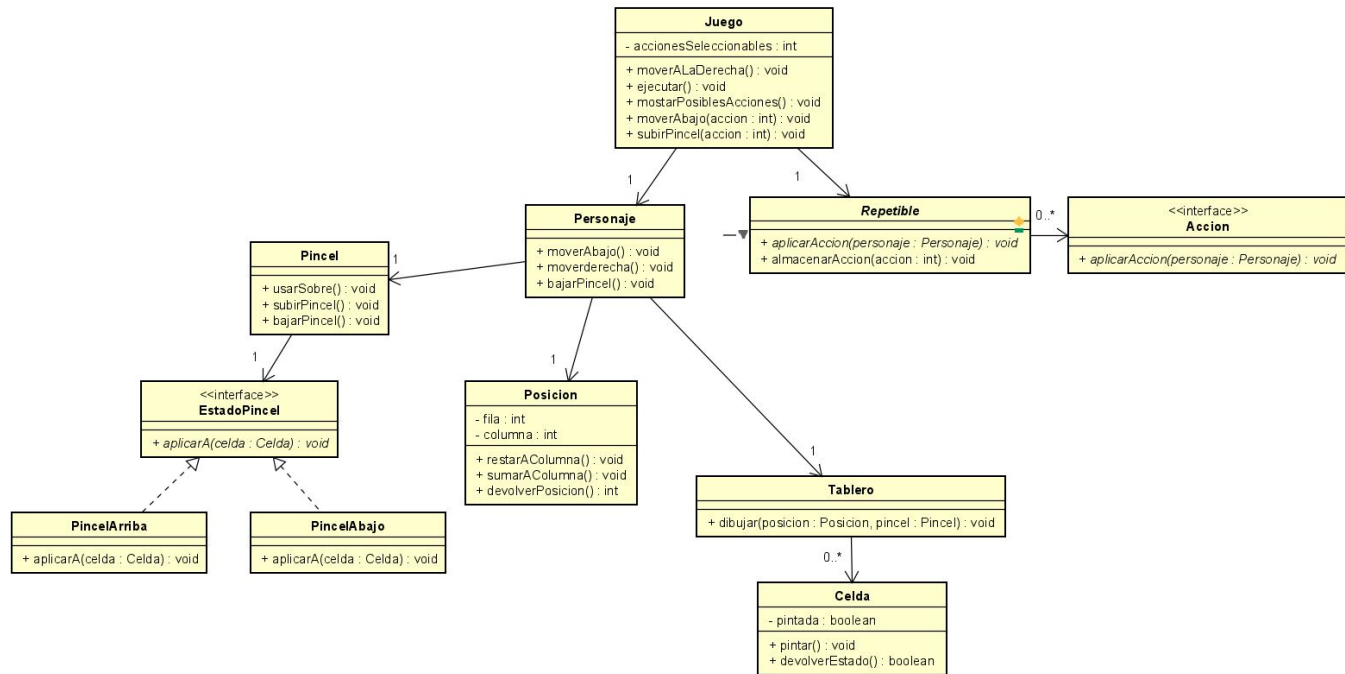 Juego
- accionesSeleccionables : int
+ moverALaDerecha() : void
+ ejecutar() : void
+ mostarPosiblesAcciones() : void
+ moverAbajo(accion : int) : void
+ subirPincel(accion : int) : void
1
1
Personaje
+ moverAbajo() : void
+ moverderecha() : void
+ bajarPincel() : void
Repetible
+ aplicarAccion(personaje : Personaje) : void
+ almacenarAccion(accion : int) : void
0..*
<<interface>>
Accion
+ aplicarAccion(personaje : Personaje) : void
1
Pincel
+ usarSobre() : void
+ subirPincel() : void
+ bajarPincel() : void
1
1
1
<<interface>>
EstadoPincel
+ aplicarA(celda : Celda) : void
Posicion
- fila : int
- columna : int
+ restarAColumna() : void
+ sumarAColumna() : void
+ devolverPosicion() : int
PincelArriba
+ aplicarA(celda : Celda) : void
PincelAbajo
+ aplicarA(celda : Celda) : void
Tablero
+ dibujar(posicion : Posicion, pincel : Pincel) : void
0..*
Celda
- pintada : boolean
+ pintar() : void
+ devolverEstado() : boolean